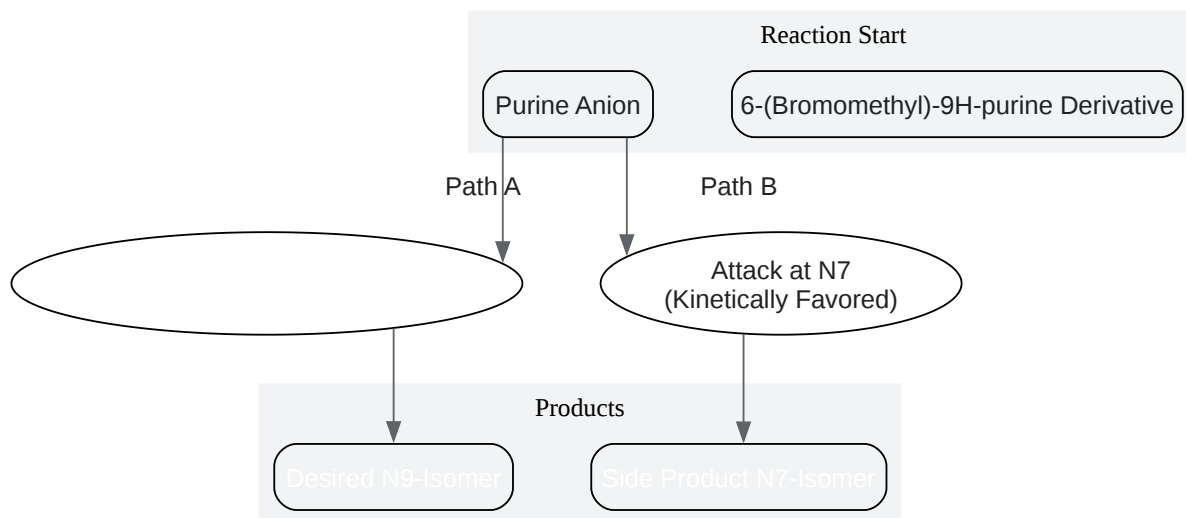 Reaction Start
Purine Anion
6-(Bromomethyl)-9H-purine Derivative
Path A
Path B
Attack at N7
(Kinetically Favored)
Products
Desired N9-Isomer
Side Product N7-Isomer